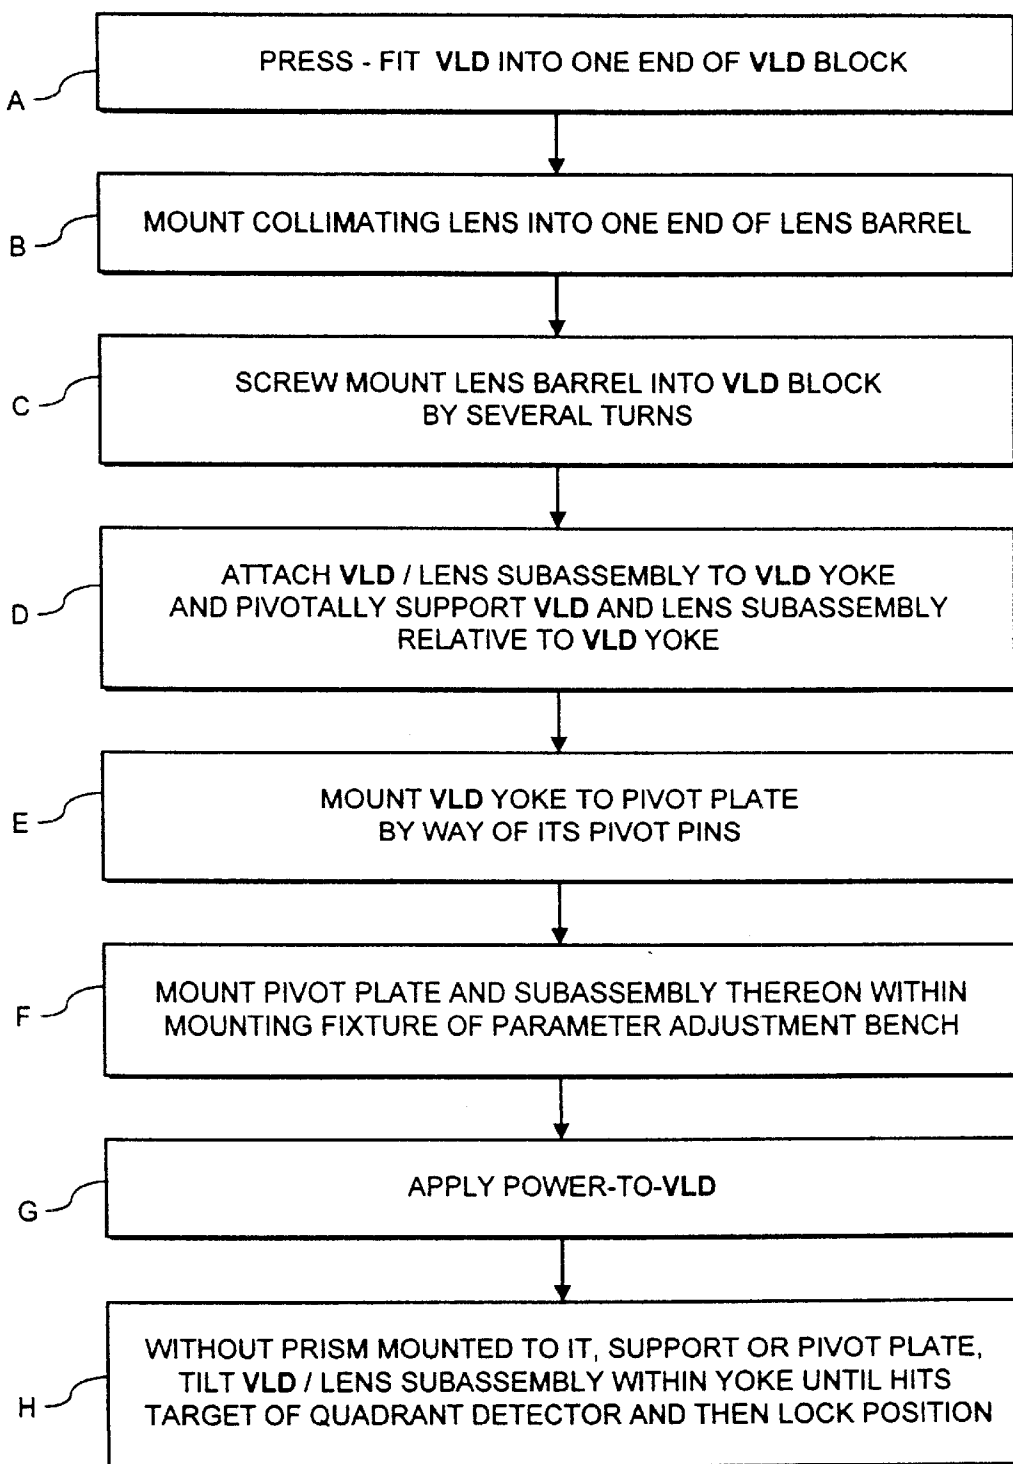 A
PRESS - FIT VLD INTO ONE END OF VLD BLOCK
B
MOUNT COLLIMATING LENS INTO ONE END OF LENS BARREL
C
SCREW MOUNT LENS BARREL INTO VLD BLOCK
BY SEVERAL TURNS
D
ATTACH VLD / LENS SUBASSEMBLY TO VLD YOKE
AND PIVOTALLY SUPPORT VLD AND LENS SUBASSEMBLY
RELATIVE TO VLD YOKE
E
MOUNT VLD YOKE TO PIVOT PLATE
BY WAY OF ITS PIVOT PINS
F
MOUNT PIVOT PLATE AND SUBASSEMBLY THEREON WITHIN
MOUNTING FIXTURE OF PARAMETER ADJUSTMENT BENCH
G
APPLY POWER-TO-VLD
H
WITHOUT PRISM MOUNTED TO IT, SUPPORT OR PIVOT PLATE,
TILT VLD / LENS SUBASSEMBLY WITHIN YOKE UNTIL HITS
TARGET OF QUADRANT DETECTOR AND THEN LOCK POSITION